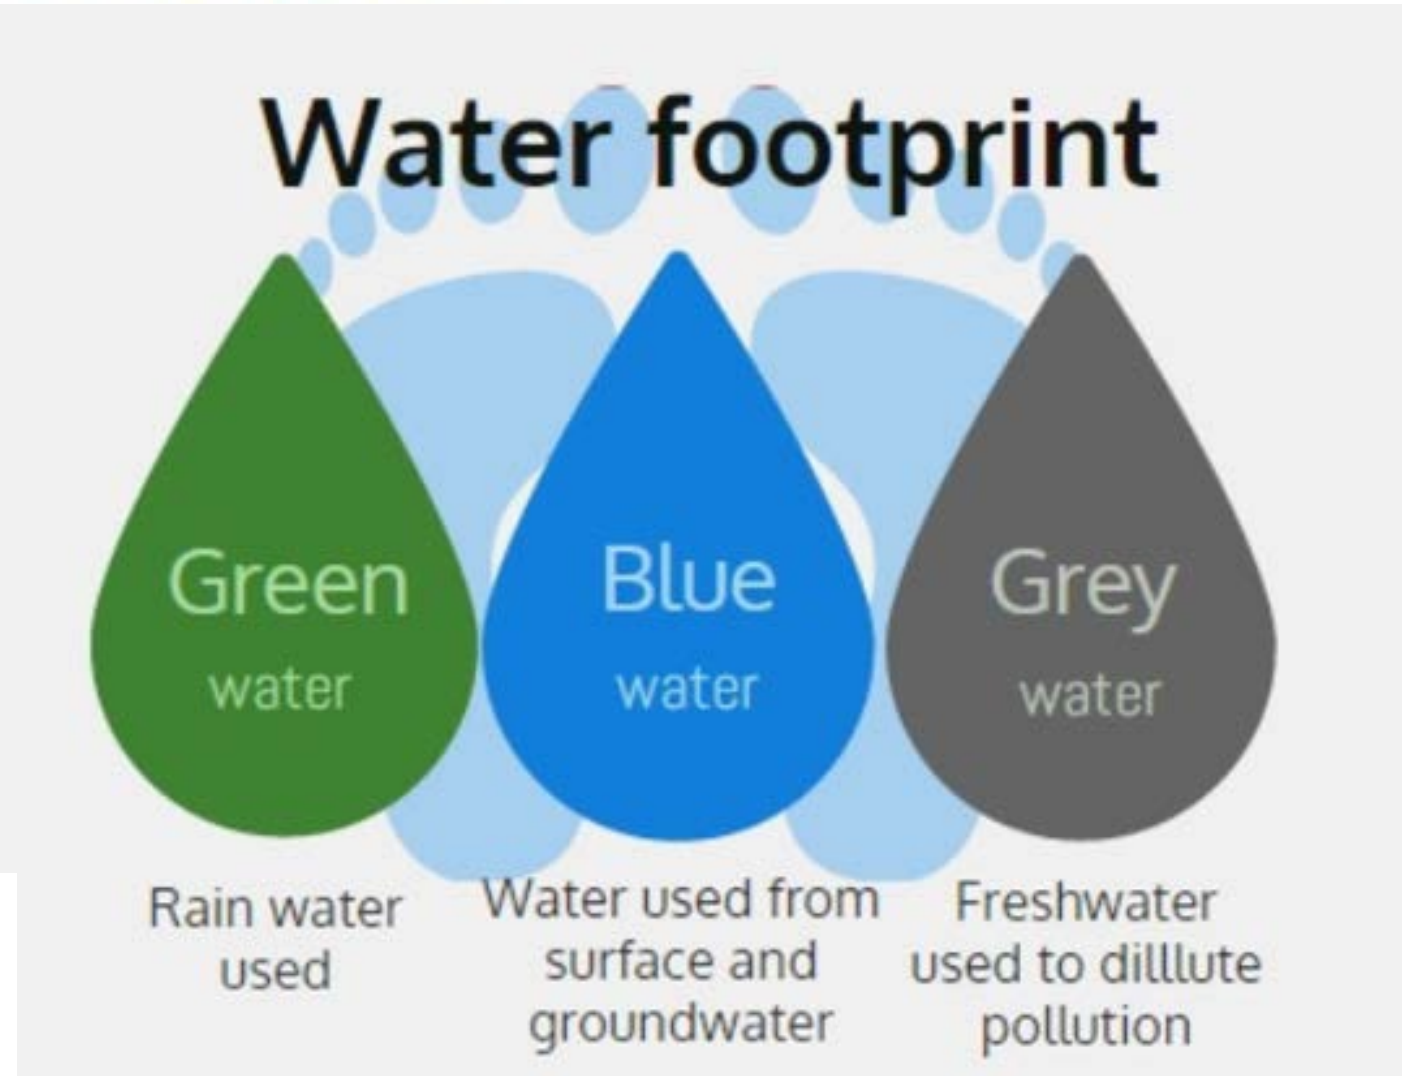 Water footprint
Green
water
Blue
water
Grey
water
Rain water
used
Water used from
surface and
groundwater
Freshwater
used to dilllute
pollution